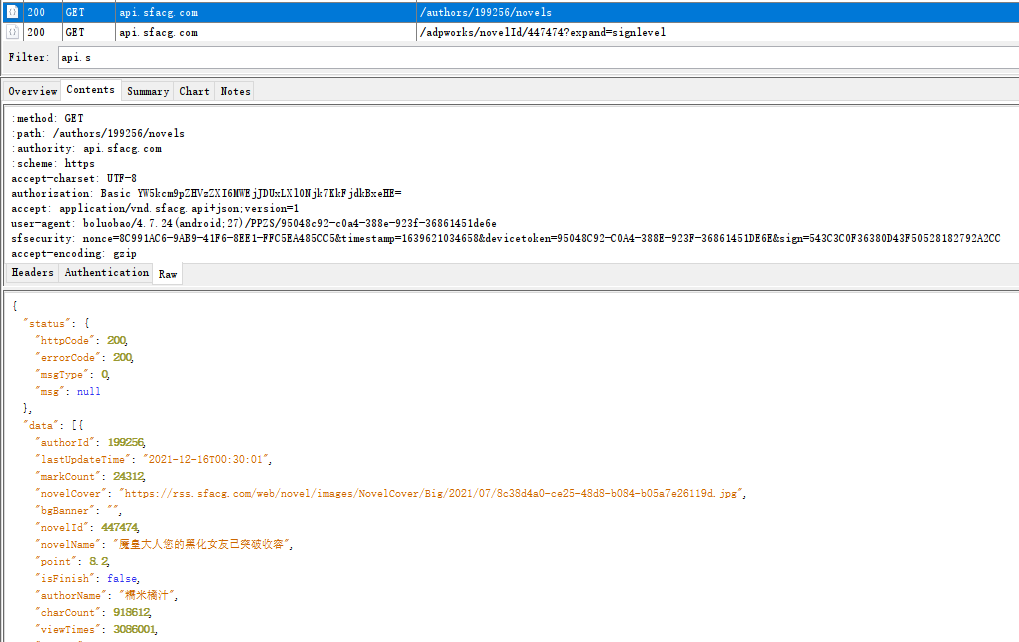 200 GET api.sfacg.com /authors/199256/novels
200 GET api.sfacg.com /adpworks/novelId/447474?expand=signlevel
Filter: api.s
Overview Contents Summary Chart Notes
:method: GET
:path: /authors/199256/novels
:authority: api.sfacg.com
:scheme: https
accept-charset: UTF-8
authorization: Basic YW5kcm9pZHVzZXI6MWEjJDUxLXl0Njk7KkFjdkBxeHE=
accept: application/vnd.sfacg.api+json;version=1
user-agent: boluobao/4.7.24(android;27)/PPZS/95048c92-c0a4-388e-923f-36861451de6e
sfsecurity: nonce=8C991AC6-9AB9-41F6-8EE1-FFC5EA485CC5&timestamp=1639621034658&devicetoken=95048C92-C0A4-388E-923F-36861451DE6E&sign=543C3C0F36380D43F50528182792A2CC
accept-encoding: gzip
Headers Authentication Raw
{
"status": {
"httpCode": 200,
"errorCode": 200,
"msgType": 0,
"msg": null
},
"data": [{
"authorId": 199256,
"lastUpdateTime": "2021-12-16T00:30:01",
"markCount": 24312,
"novelCover": "https://rss.sfacg.com/web/novel/images/NovelCover/Big/2021/07/8c38d4a0-ce25-48d8-b084-b05a7e26119d.jpg",
"bgBanner": "",
"novelId": 447474,
"novelName": "魔皇大人您的黑化女友已突破收容",
"point": 8.2,
"isFinish": false,
"authorName": "糯米橘汁",
"charCount": 918612,
"viewTimes": 3086001,